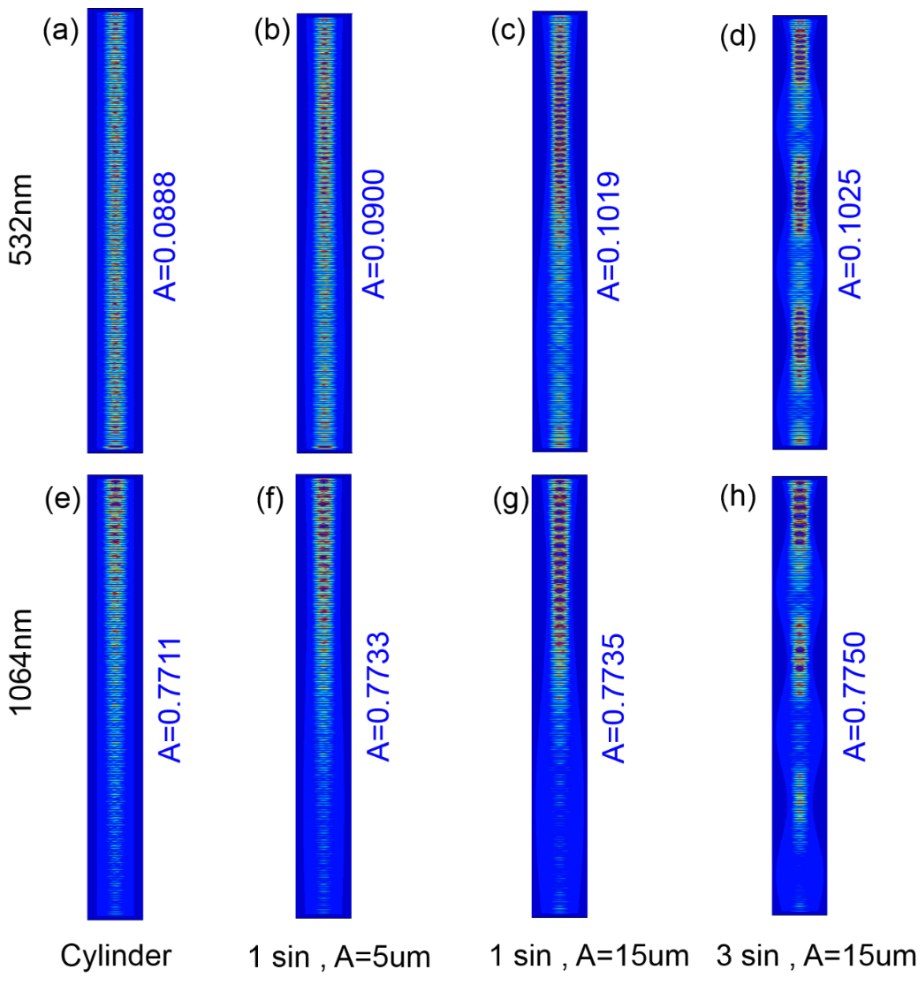 (a)
(b)
(c)
(d)
532nm
A=0.0888
A=0.0900
A=0.1019
A=0.1025
(e)
(f)
(g)
(h)
1064nm
A=0.7711
A=0.7733
A=0.7735
A=0.7750
Cylinder
1 sin , A=5um
1 sin , A=15um
3 sin , A=15um